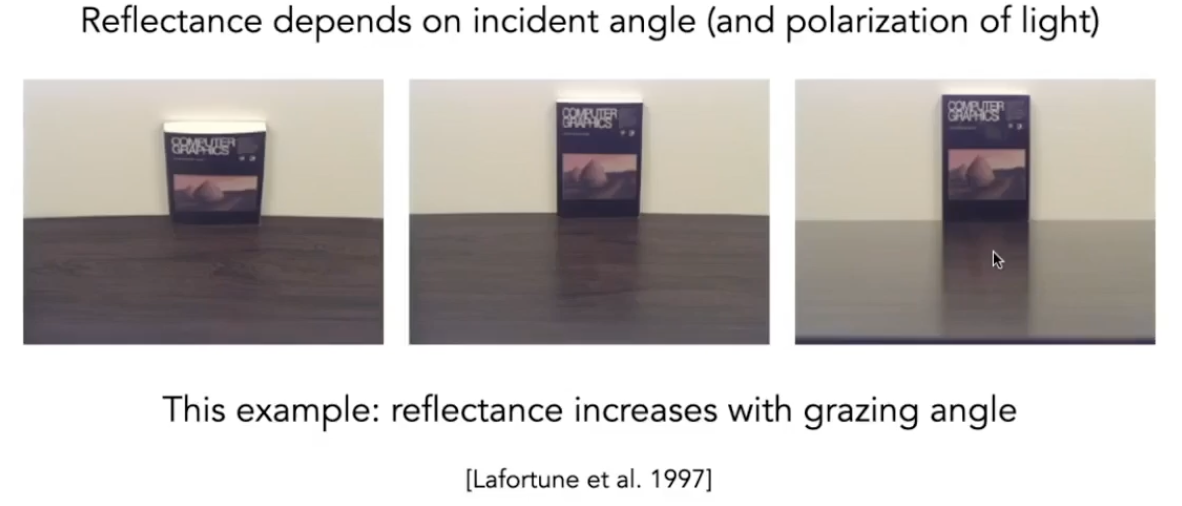 Reflectance depends on incident angle (and polarization of light)
COMPUTER
GRAPHICS
COMPUTER
GRAPHICS
COMPUTER
GRAPHICS
This example: reflectance increases with grazing angle
[Lafortune et al. 1997]